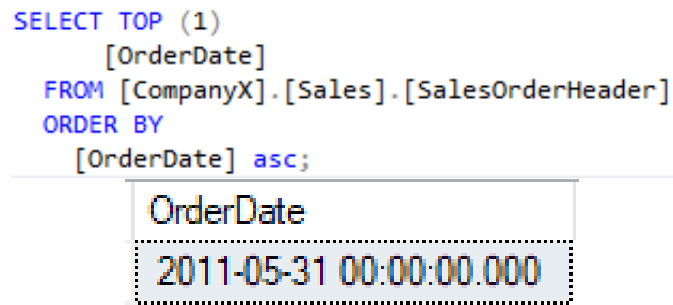 SELECT TOP (1)
[OrderDate]
FROM [CompanyX].[Sales].[SalesOrderHeader]
ORDER BY
[OrderDate] asc;
OrderDate
2011-05-31 00:00:00.000